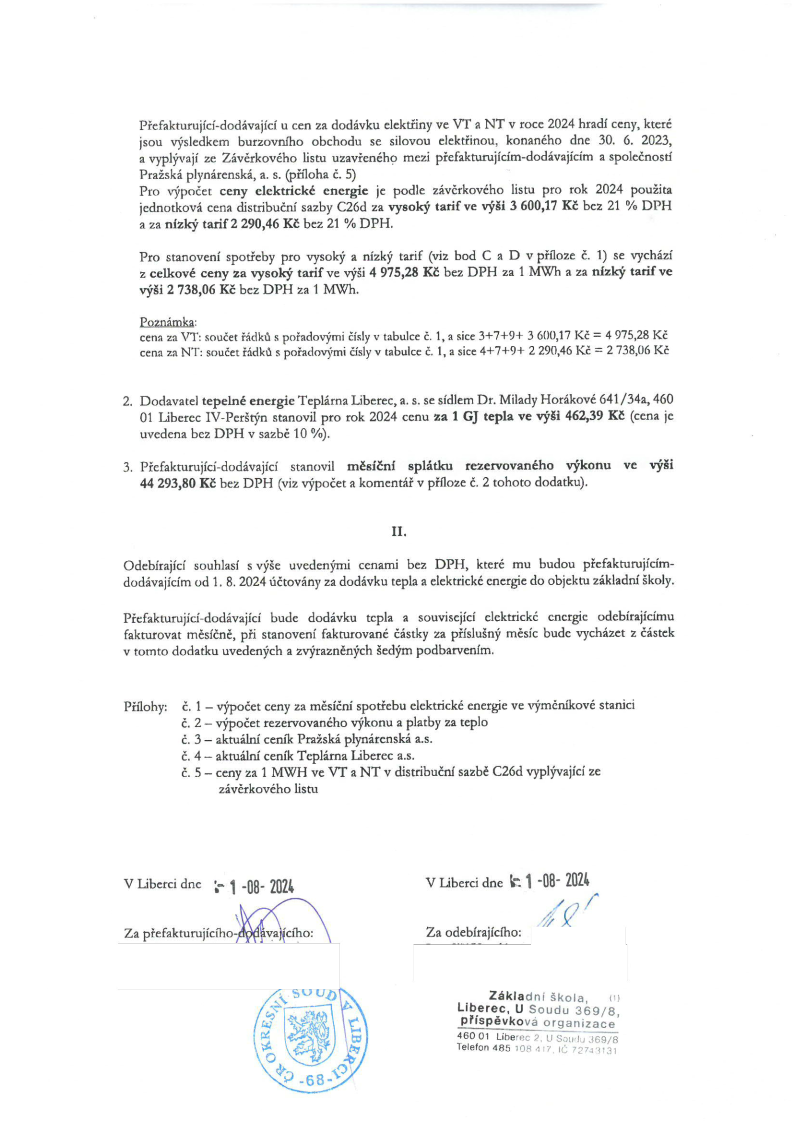 Přefakturující-dodávající u cen za dodávku elektřiny ve VT a NT v roce 2024 hradí ceny, které
jsou výsledkem burzovního obchodu se silovou elektřinou, konaného dne 30. 6. 2023,
a vyplývají ze Závěrkového listu uzavřeného mezi přefakturujícím-dodávajícím a společností
Pražská plynárenská, a. s. (příloha č. 5)
Pro výpočet ceny elektrické energie je podle závěrkového listu pro rok 2024 použita
jednotková cena distribuční sazby C26d za vysoký tarif ve výši 3 600,17 Kč bez 21 % DPH
a za nízký tarif 2 290,46 Kč bez 21 % DPH.
Pro stanovení spotřeby pro vysoký a nízký tarif (viz bod C a D v příloze č. 1) se vychází
z celkové ceny za vysoký tarif ve výši 4 975,28 Kč bez DPH za 1 MWh a za nízký tarif ve
výši 2 738,06 Kč bez DPH za 1 MWh.
Poznámka:
cena za VT: součet řádků s pořadovými čísly v tabulce č. 1, a sice 3+7+9+ 3 600,17 Kč = 4 975,28 Kč
cena za NT: součet řádků s pořadovými čísly v tabulce č. 1, a sice 4+7+9+ 2 290,46 Kč = 2 738,06 Kč
2. Dodavatel tepelné energie Teplárna Liberec, a. s. se sídlem Dr. Milady Horákové 641/34a, 460
01 Liberec IV-Perštýn stanovil pro rok 2024 cenu za 1 GJ tepla ve výši 462,39 Kč (cena je
uvedena bez DPH v sazbě 10 %).
3. Přefakturující-dodávající stanovil měsíční splátku rezervovaného výkonu ve výši
44 293,80 Kč bez DPH (viz výpočet a komentář v příloze č. 2 tohoto dodatku).
II.
Odebírající souhlasí s výše uvedenými cenami bez DPH, které mu budou přefakturujícím-
dodávajícím od 1. 8. 2024 účtovány za dodávku tepla a elektrické energie do objektu základní školy.
Přefakturující-dodávající bude dodávku tepla a související elektrické energie odebírajícímu
fakturovat měsíčně, při stanovení fakturované částky za příslušný měsíc bude vycházet z částek
v tomto dodatku uvedených a zvýrazněných šedým podbarvením.
Přílohy: č. 1 – výpočet ceny za měsíční spotřebu elektrické energie ve výměníkové stanici
č. 2 – výpočet rezervovaného výkonu a platby za teplo
č. 3 – aktuální ceník Pražská plynárenská a.s.
č. 4 – aktuální ceník Teplárna Liberec a.s.
č. 5 – ceny za 1 MWH ve VT a NT v distribuční sazbě C26d vyplývající ze
závěrkového listu
V Liberci dne 1 -08- 2024
V Liberci dne 1 -08- 2024
Za přefakturujícího-dodávajícího:
Za odebírajícího:
ČR OKRESNÍ SOUD V LIBERCI
-68-
Základní škola, (1)
Liberec, U Soudu 369/8,
příspěvková organizace
460 01 Liberec 2, U Soudu 369/8
Telefon 485 108 417, IČ 72743131